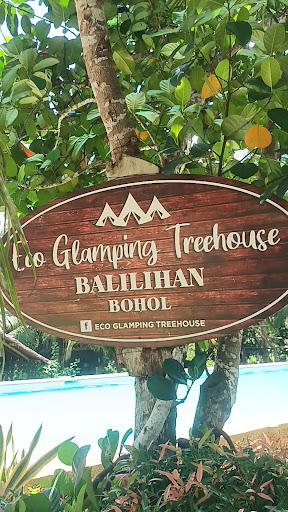 Eco Glamping Treehouse
BALILIHAN
BOHOL
f ECO GLAMPING TREEHOUSE